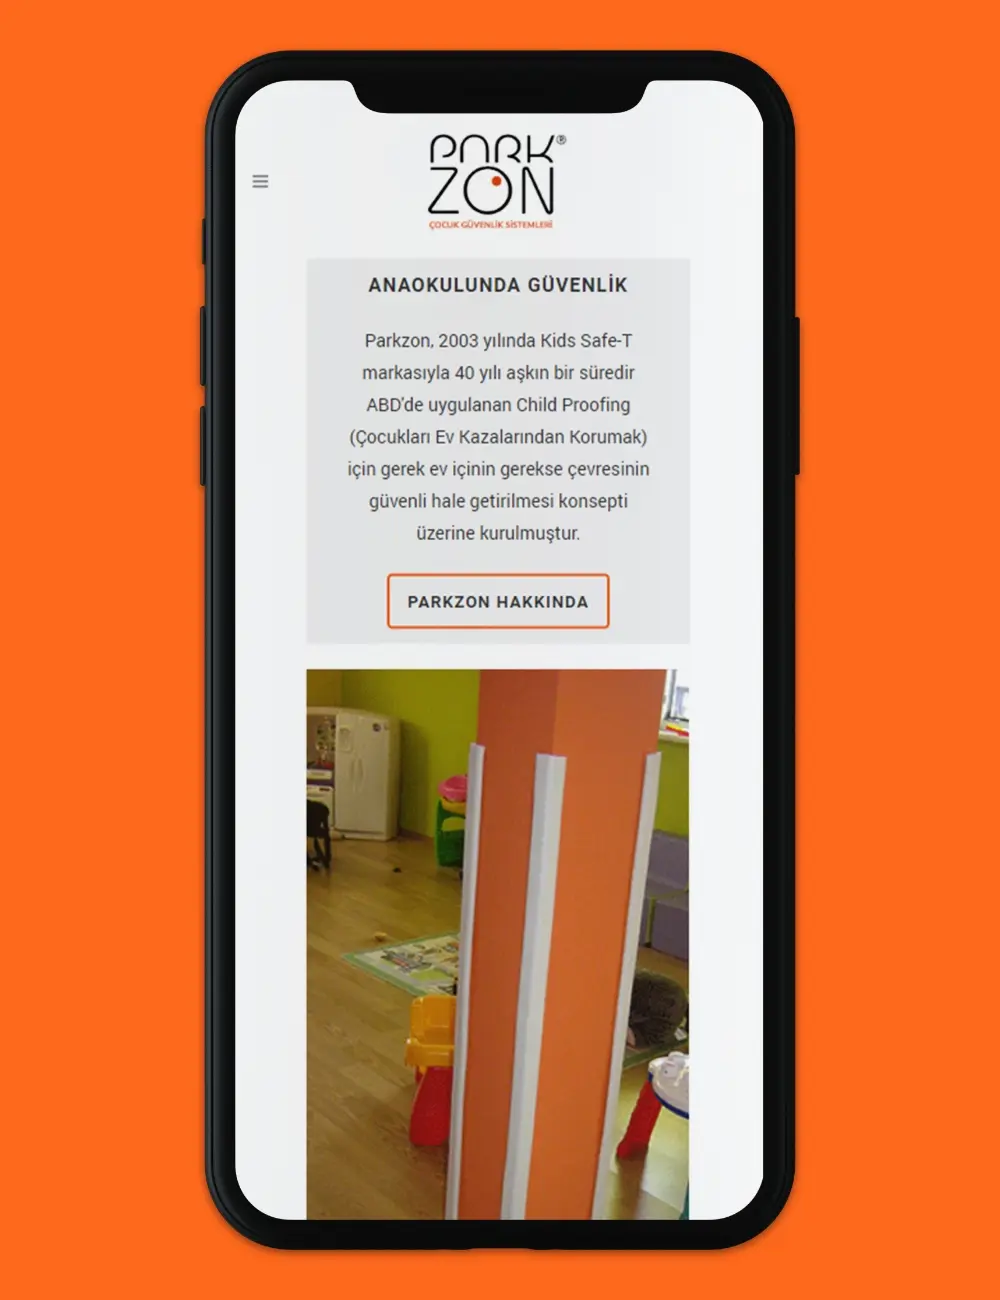 PARK®
ZON
ÇOCUK GÜVENLİK SİSTEMLERİ
ANAOKULUNDA GÜVENLİK
Parkzon, 2003 yılında Kids Safe-T
markasıyla 40 yılı aşkın bir süredir
ABD'de uygulanan Child Proofing
(Çocukları Ev Kazalarından Korumak)
için gerek ev içinin gerekse çevresinin
güvenli hale getirilmesi konsepti
üzerine kurulmuştur.
PARKZON HAKKINDA